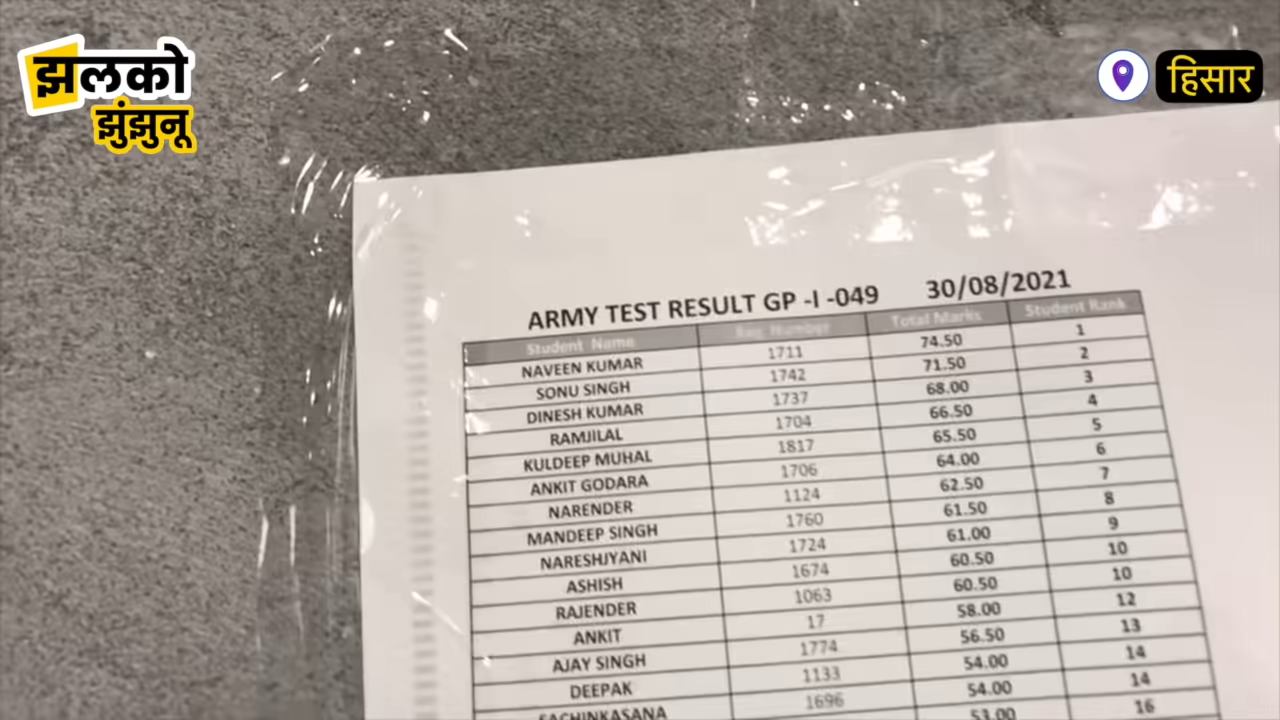 झलको
झुंझुनू
हिसार
ARMY TEST RESULT GP -I -049 30/08/2021
Student Name Number Total Marks Student Rank
NAVEEN KUMAR 1711 74.50 1
SONU SINGH 1742 71.50 2
DINESH KUMAR 1737 68.00 3
RAMJILAL 1704 66.50 4
KULDEEP MUHAL 1817 65.50 5
ANKIT GODARA 1706 64.00 6
NARENDER 1124 62.50 7
MANDEEP SINGH 1760 61.50 8
NARESHJYANI 1724 61.00 9
ASHISH 1674 60.50 10
RAJENDER 1063 60.50 10
ANKIT 17 58.00 12
AJAY SINGH 1774 56.50 13
DEEPAK 1133 54.00 14
SACHINKASANA 1696 54.00 14
53.00 16